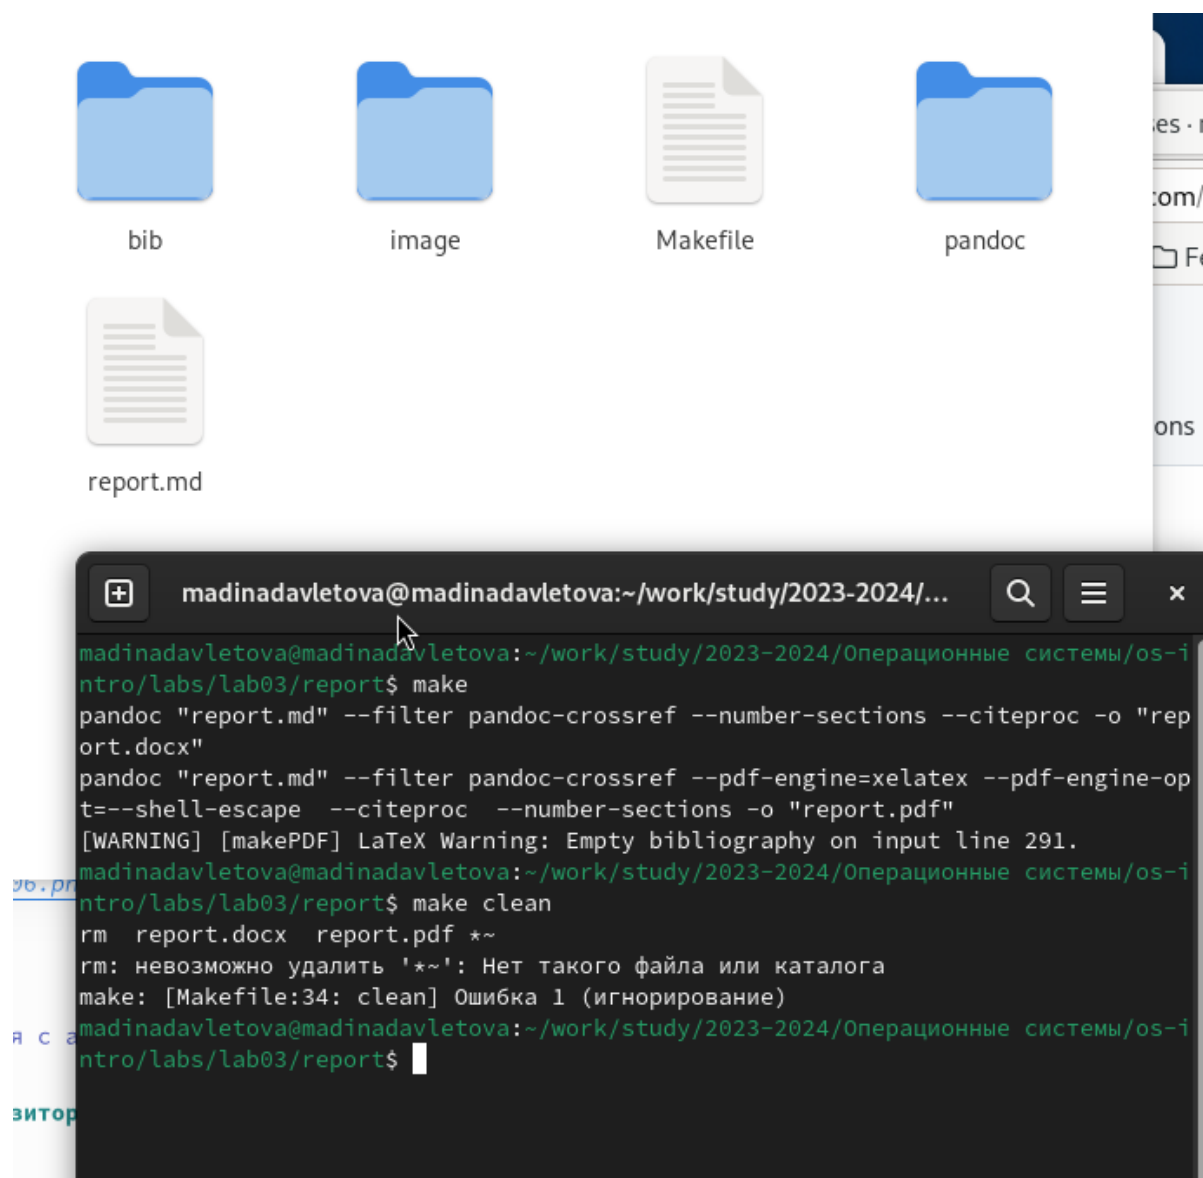 bib
image
Makefile
pandoc
report.md
ses ·
com/
ons
madinadavletova@madinadavletova:~/work/study/2023-2024/...
madinadavletova@madinadavletova:~/work/study/2023-2024/Операционные системы/os-i
ntro/labs/lab03/report$ make
pandoc "report.md" --filter pandoc-crossref --number-sections --citeproc -o "rep
ort.docx"
pandoc "report.md" --filter pandoc-crossref --pdf-engine=xelatex --pdf-engine-op
t=--shell-escape  --citeproc  --number-sections -o "report.pdf"
[WARNING] [makePDF] LaTeX Warning: Empty bibliography on input line 291.
madinadavletova@madinadavletova:~/work/study/2023-2024/Операционные системы/os-i
ntro/labs/lab03/report$ make clean
rm  report.docx  report.pdf *~
rm: невозможно удалить '*~': Нет такого файла или каталога
make: [Makefile:34: clean] Ошибка 1 (игнорирование)
madinadavletova@madinadavletova:~/work/study/2023-2024/Операционные системы/os-i
ntro/labs/lab03/report$
я с а
зитор